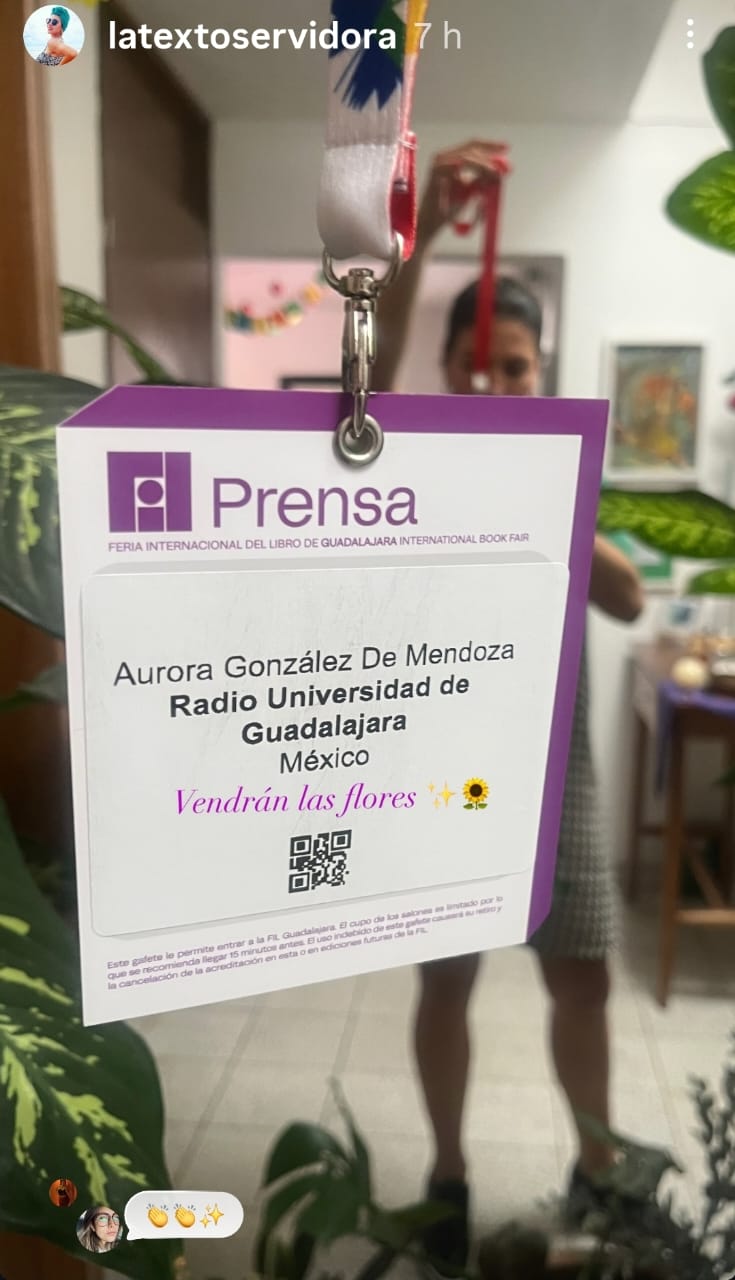 latextoservidora 7 h
FIL Prensa
FERIA INTERNACIONAL DEL LIBRO DE GUADALAJARA INTERNATIONAL BOOK FAIR
Aurora González De Mendoza
Radio Universidad de
Guadalajara
México
Vendrán las flores ✨🌻
Este gafete le permite entrar a la FIL Guadalajara. El cupo de los salones es limitado por lo
que se recomienda llegar 15 minutos antes. El uso indebido de este gafete causará su retiro y
la cancelación de la acreditación en esta o en ediciones futuras de la FIL.
👏👏✨